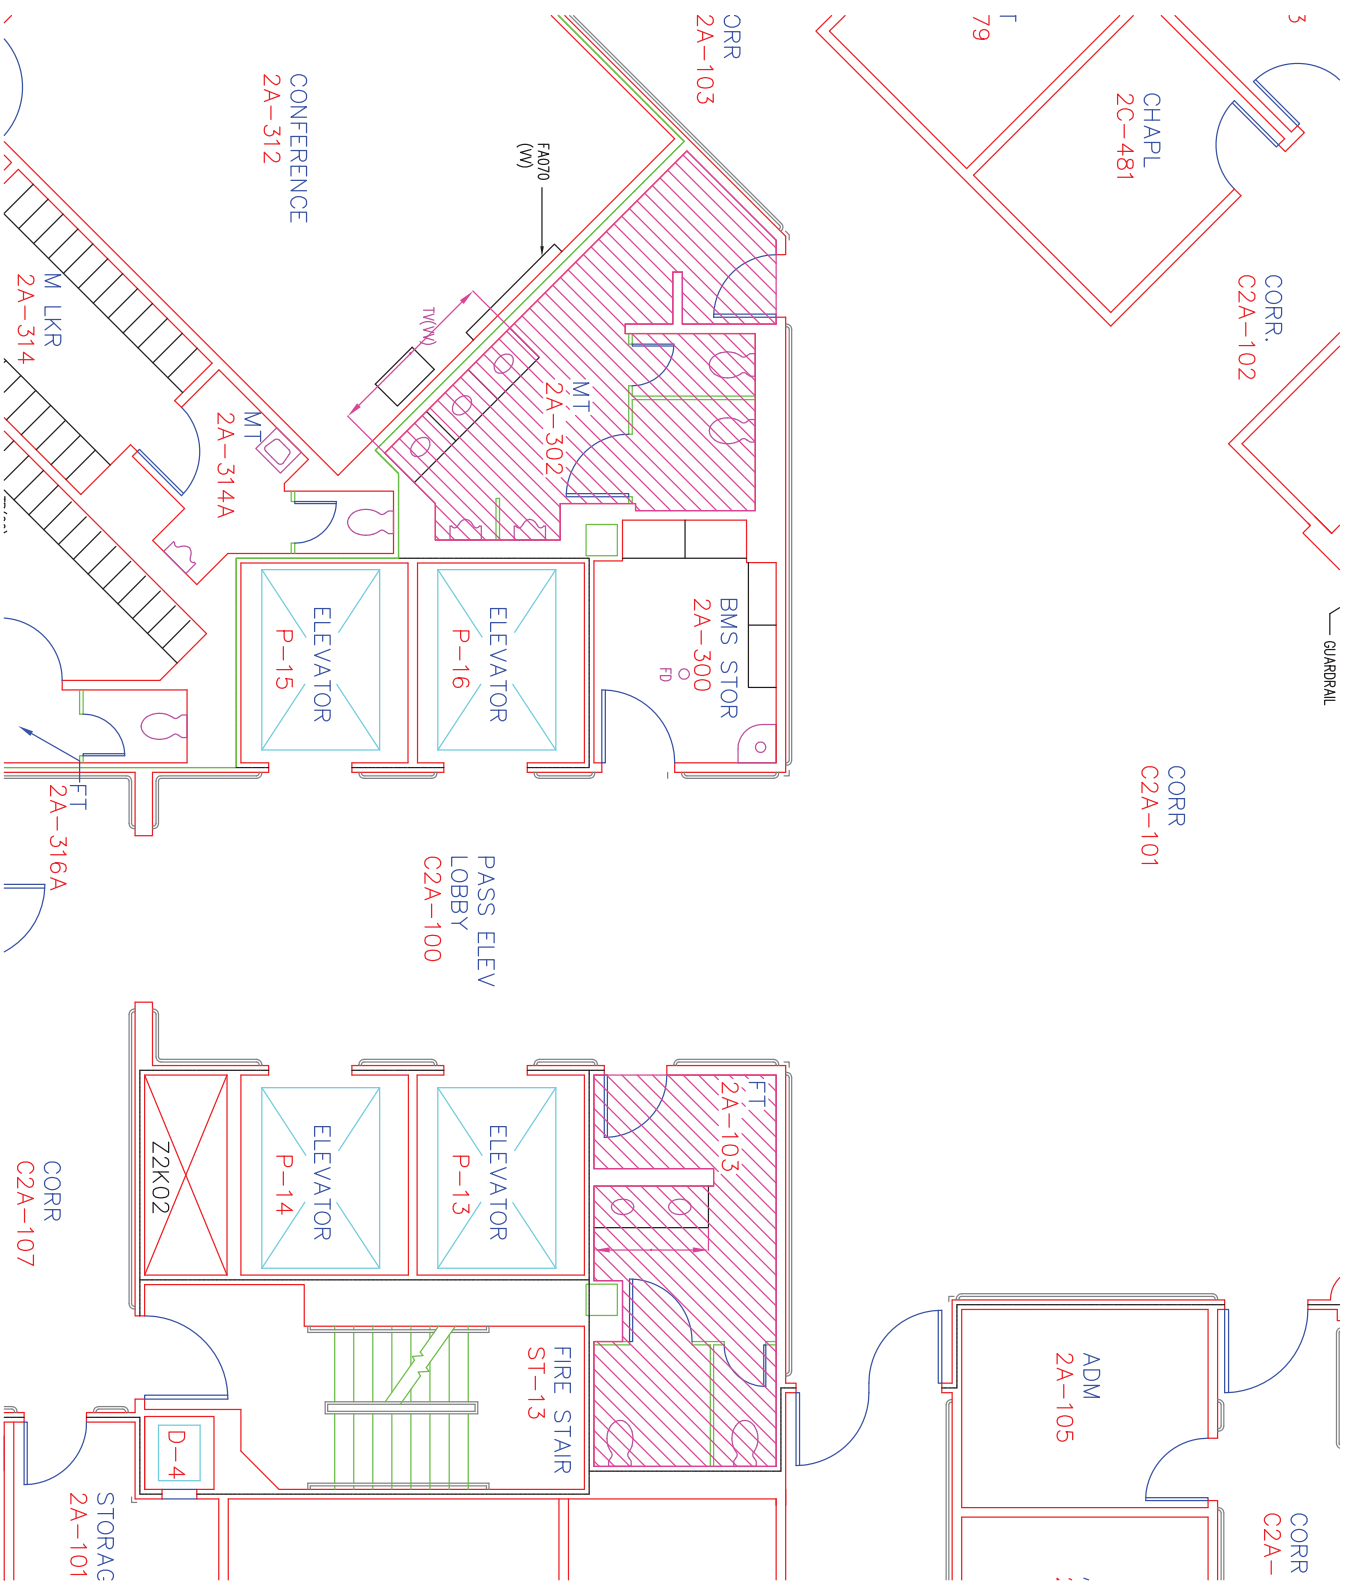 CORR
2A-103
79
3
CHAPL
2C-481
CORR.
C2A-102
CONFERENCE
2A-312
FA070
(W)
TV(W)
M LKR
2A-314
MT
2A-314A
MT
2A-302
GUARDRAIL
ELEVATOR
P-15
ELEVATOR
P-16
BMS STOR
2A-300
FD
FT
2A-316A
PASS ELEV
LOBBY
C2A-100
CORR
C2A-101
FT
2A-103
ELEVATOR
P-13
ELEVATOR
P-14
Z2K02
CORR
C2A-107
FIRE STAIR
ST-13
D-4
ADM
2A-105
STORAG
2A-101
CORR
C2A-